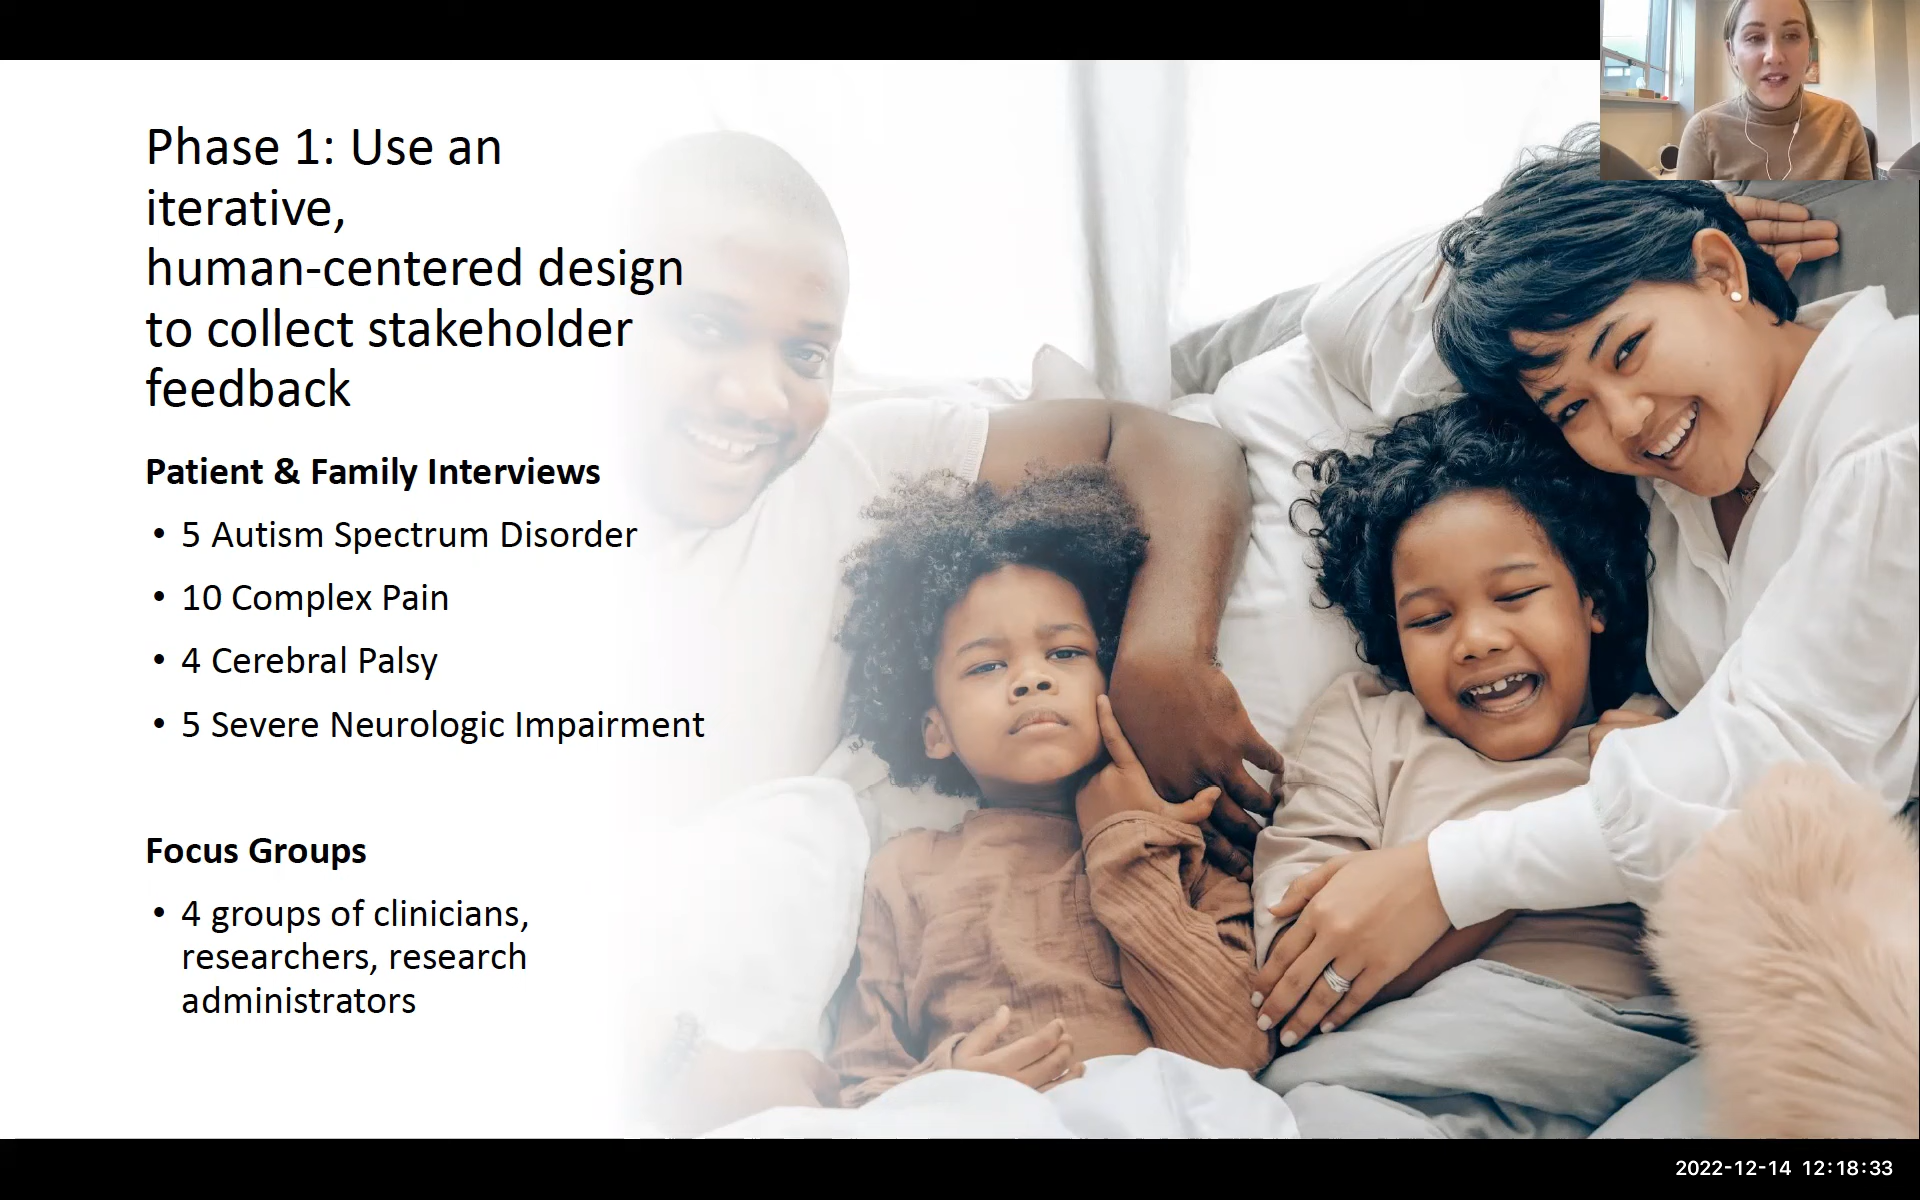 Phase 1: Use an
iterative,
human-centered design
to collect stakeholder
feedback
Patient & Family Interviews
• 5 Autism Spectrum Disorder
• 10 Complex Pain
• 4 Cerebral Palsy
• 5 Severe Neurologic Impairment
Focus Groups
• 4 groups of clinicians,
researchers, research
administrators
2022-12-14 12:18:33